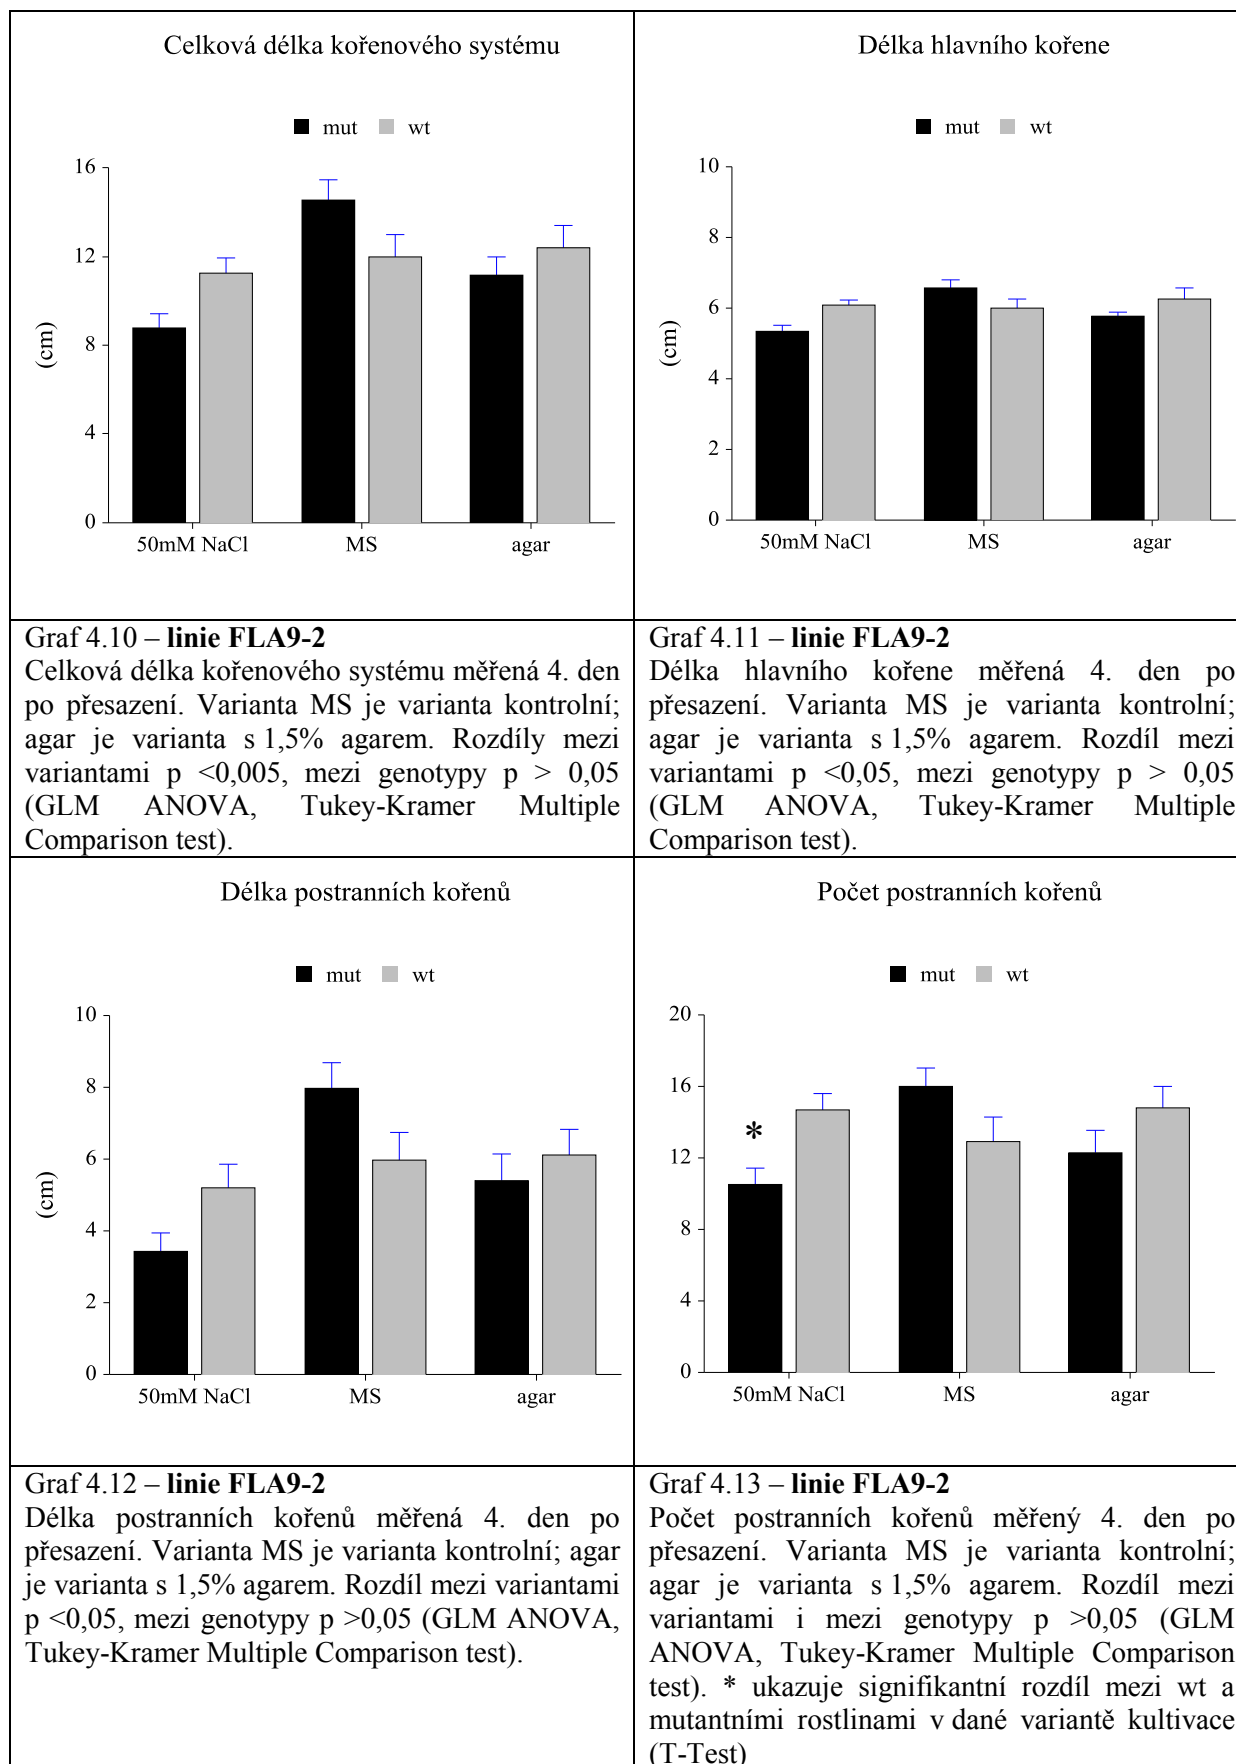 Celková délka kořenového systému
mut wt
16
12
8
4
0
(cm)
50mM NaCl MS agar
Graf 4.10 – linie FLA9-2
Celková délka kořenového systému měřená 4. den
po přesazení. Varianta MS je varianta kontrolní;
agar je varianta s 1,5% agarem. Rozdíly mezi
variantami p <0,005, mezi genotypy p > 0,05
(GLM ANOVA, Tukey-Kramer Multiple
Comparison test).
Délka hlavního kořene
mut wt
10
8
6
4
2
0
(cm)
50mM NaCl MS agar
Graf 4.11 – linie FLA9-2
Délka hlavního kořene měřená 4. den po
přesazení. Varianta MS je varianta kontrolní;
agar je varianta s 1,5% agarem. Rozdíl mezi
variantami p <0,05, mezi genotypy p > 0,05
(GLM ANOVA, Tukey-Kramer Multiple
Comparison test).
Délka postranních kořenů
mut wt
10
8
6
4
2
0
(cm)
50mM NaCl MS agar
Graf 4.12 – linie FLA9-2
Délka postranních kořenů měřená 4. den po
přesazení. Varianta MS je varianta kontrolní; agar
je varianta s 1,5% agarem. Rozdíl mezi variantami
p <0,05, mezi genotypy p >0,05 (GLM ANOVA,
Tukey-Kramer Multiple Comparison test).
Počet postranních kořenů
mut wt
20
16
12
8
4
0
*
50mM NaCl MS agar
Graf 4.13 – linie FLA9-2
Počet postranních kořenů měřený 4. den po
přesazení. Varianta MS je varianta kontrolní;
agar je varianta s 1,5% agarem. Rozdíl mezi
variantami i mezi genotypy p >0,05 (GLM
ANOVA, Tukey-Kramer Multiple Comparison
test). * ukazuje signifikantní rozdíl mezi wt a
mutantními rostlinami v dané variantě kultivace
(T-Test)